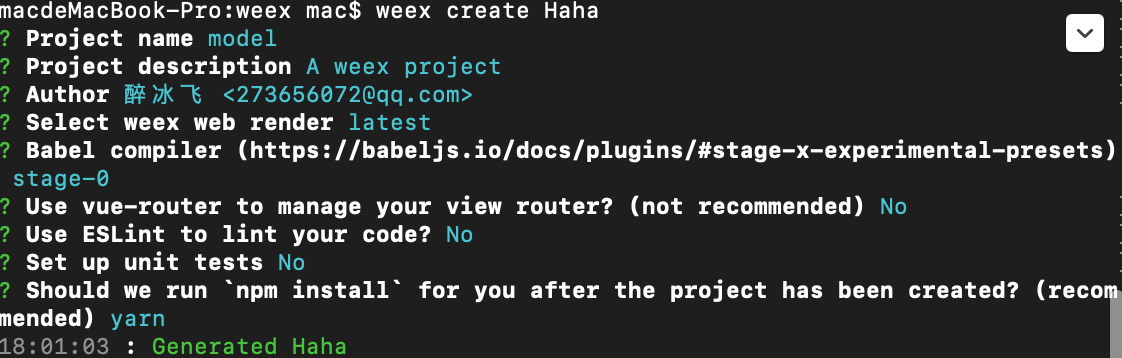 macdeMacBook-Pro:weex mac$ weex create Haha
? Project name model
? Project description A weex project
? Author 醉冰飞 <273656072@qq.com>
? Select weex web render latest
? Babel compiler (https://babeljs.io/docs/plugins/#stage-x-experimental-presets)
stage-0
? Use vue-router to manage your view router? (not recommended) No
? Use ESLint to lint your code? No
? Set up unit tests No
? Should we run `npm install` for you after the project has been created? (recom
mended) yarn
18:01:03 : Generated Haha